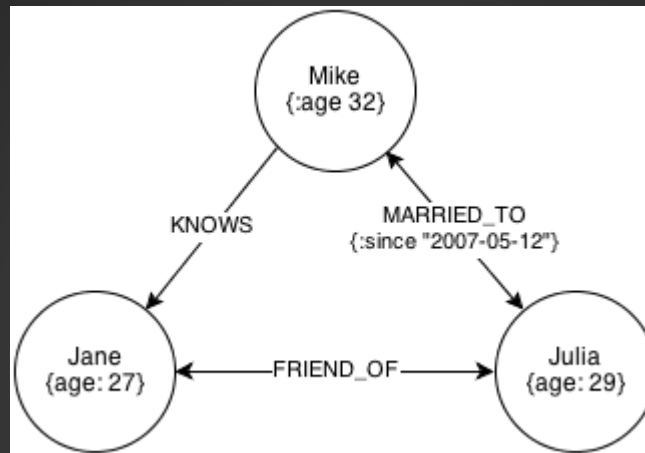 Mike
{:age 32}
KNOWS
MARRIED_TO
{:since "2007-05-12"}
Jane
{age: 27}
FRIEND_OF
Julia
{age: 29}